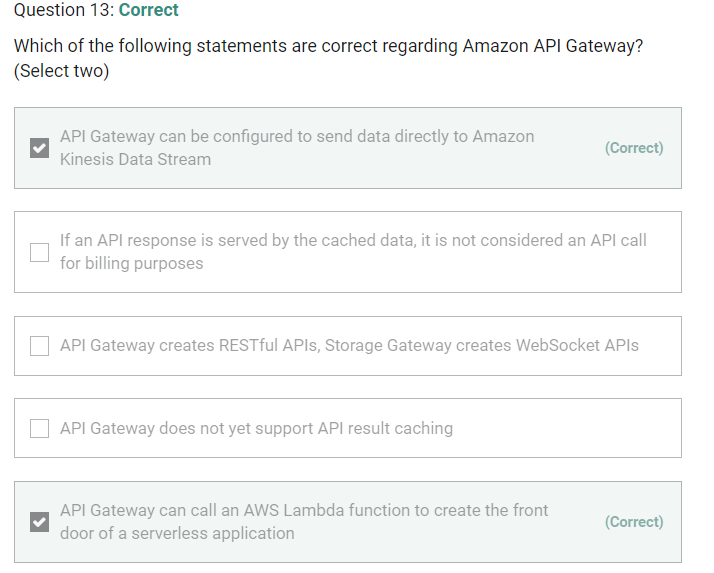 Question 13: Correct
Which of the following statements are correct regarding Amazon API Gateway?
(Select two)
API Gateway can be configured to send data directly to Amazon
Kinesis Data Stream
(Correct)
If an API response is served by the cached data, it is not considered an API call
for billing purposes
API Gateway creates RESTful APIs, Storage Gateway creates WebSocket APIs
API Gateway does not yet support API result caching
API Gateway can call an AWS Lambda function to create the front
door of a serverless application
(Correct)